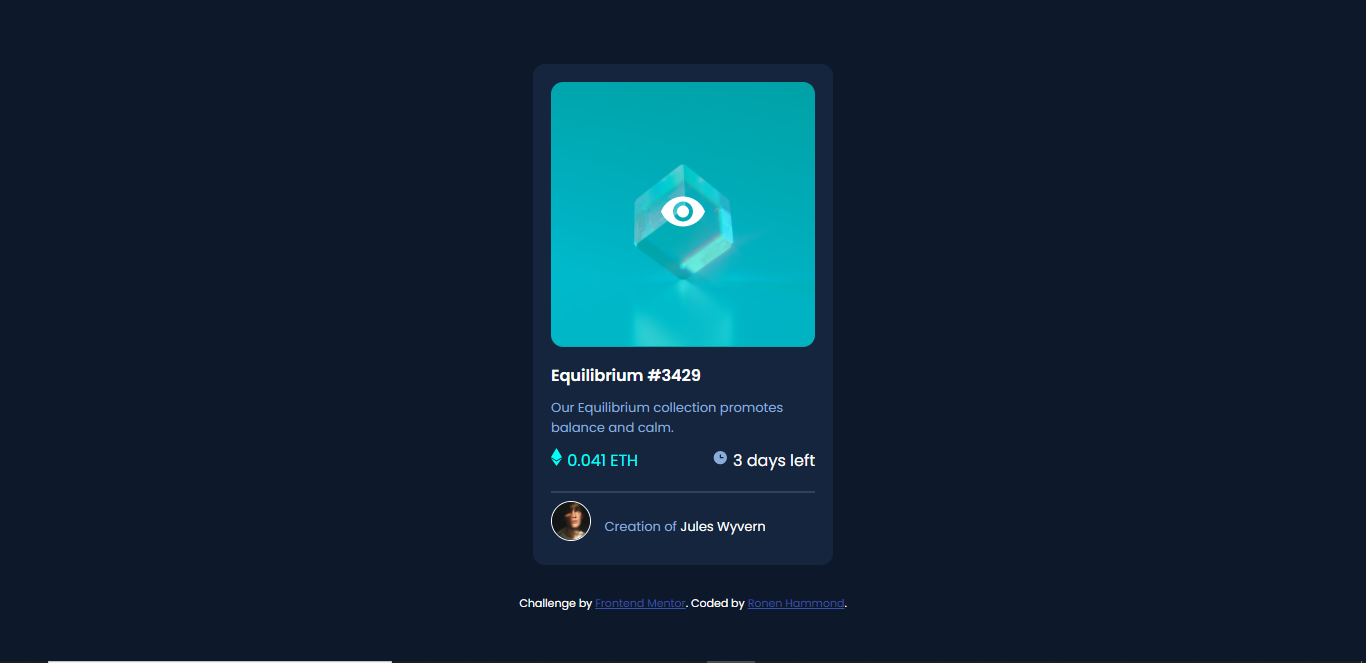 Equilibrium #3429
Our Equilibrium collection promotes
balance and calm.
0.041 ETH
3 days left
Creation of Jules Wyvern
Challenge by Frontend Mentor. Coded by Ronen Hammond.